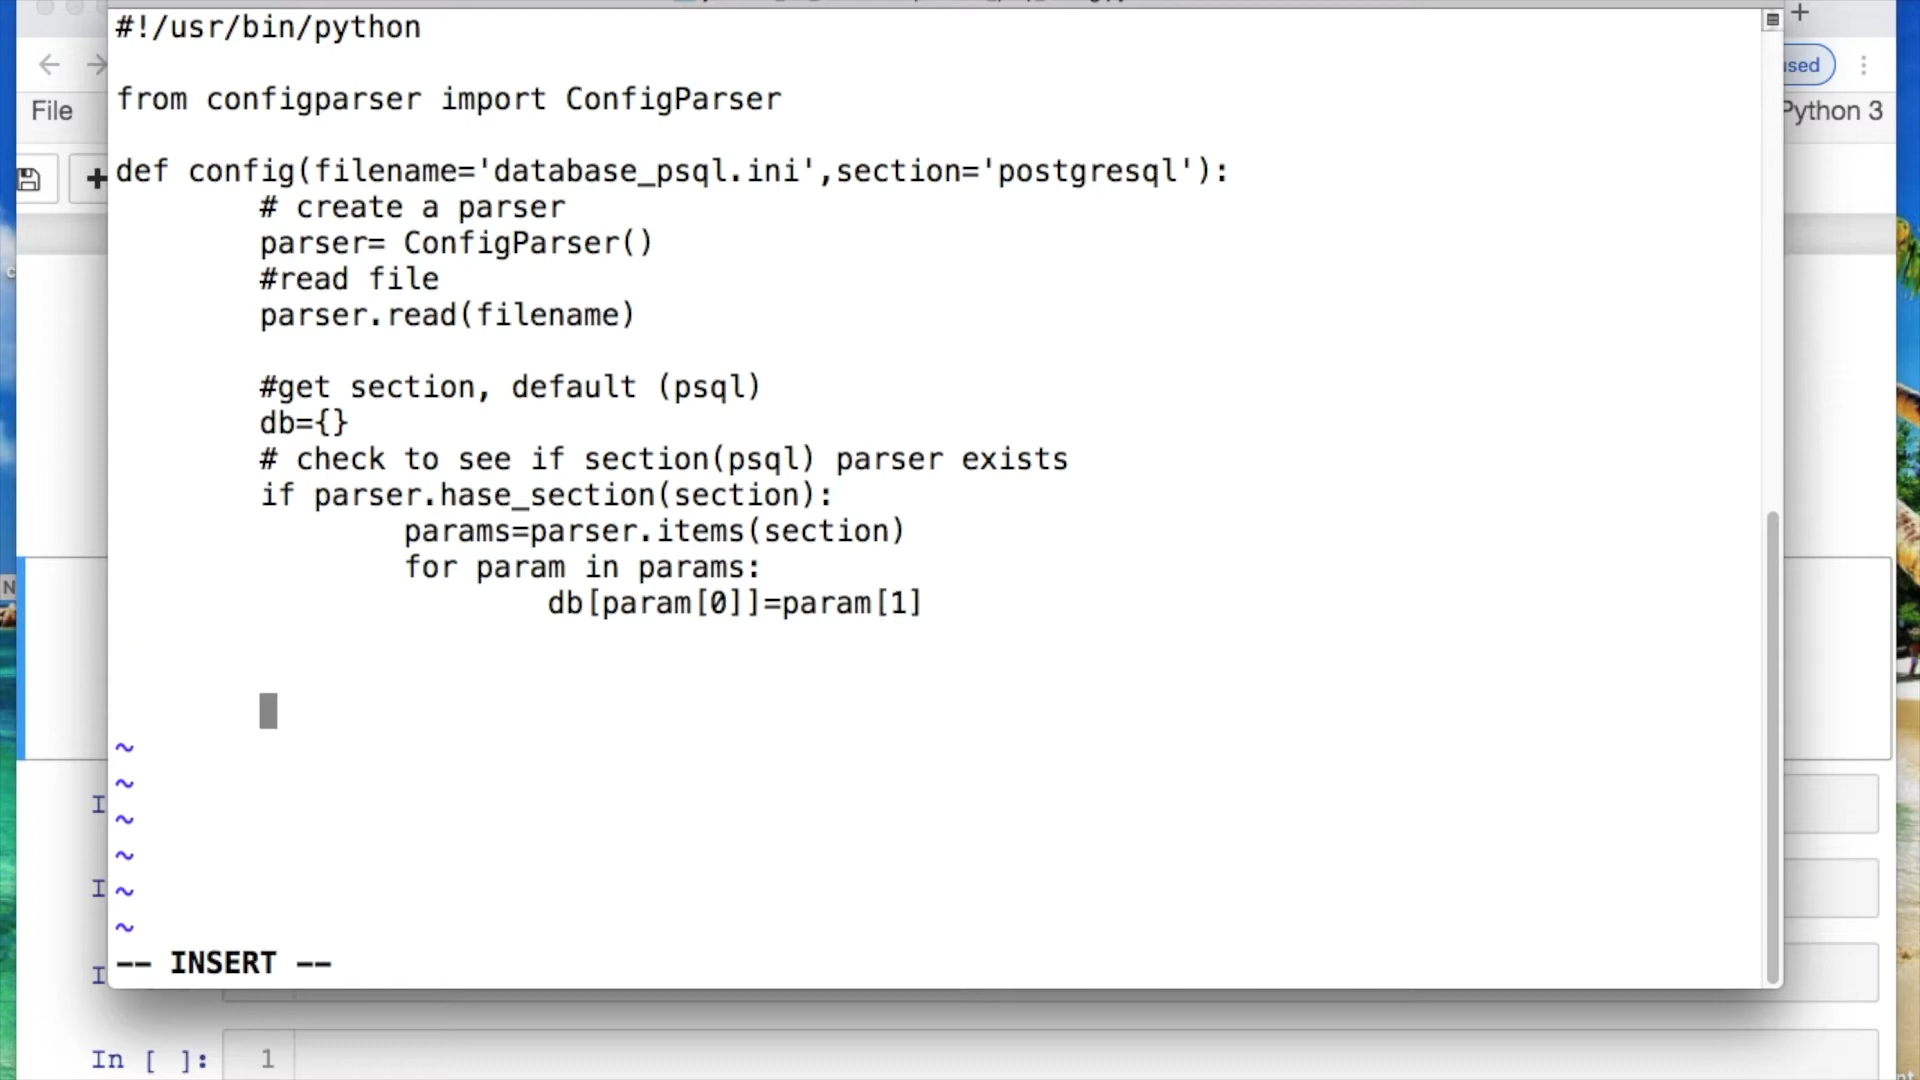 #!/usr/bin/python
from configparser import ConfigParser
def config(filename='database_psql.ini',section='postgresql'):
# create a parser
parser= ConfigParser()
#read file
parser.read(filename)
#get section, default (psql)
db={}
# check to see if section(psql) parser exists
if parser.hase_section(section):
params=parser.items(section)
for param in params:
db[param[0]]=param[1]
~
~
~
~
~
~
-- INSERT --
File
Python 3
In [ ]:
1